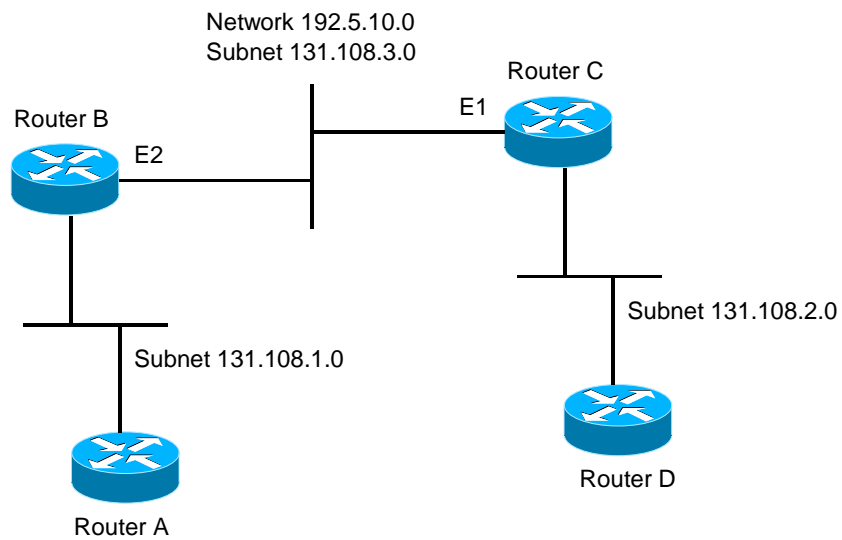 Network 192.5.10.0
Subnet 131.108.3.0
Router C
E1
Router B
E2
Subnet 131.108.2.0
Subnet 131.108.1.0
Router D
Router A